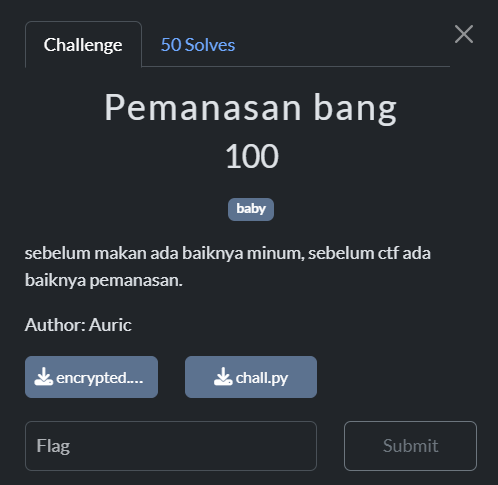 Challenge
50 Solves
Pemanasan bang
100
baby
sebelum makan ada baiknya minum, sebelum ctf ada
baiknya pemanasan.
Author: Auric
encrypted....
chall.py
Flag
Submit